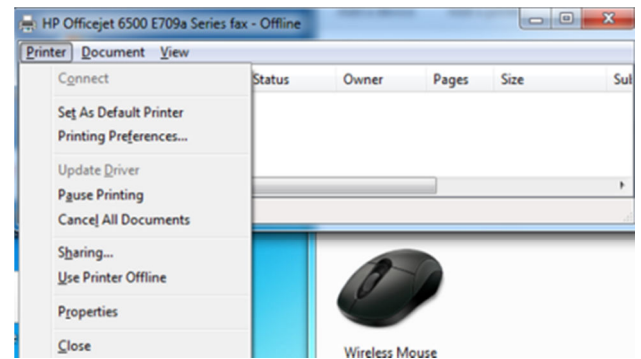 HP Officejet 6500 E709a Series fax - Offline
Printer Document View
Status Owner Pages Size Sul
Connect
Set As Default Printer
Printing Preferences...
Update Driver
Pause Printing
Cancel All Documents
Sharing...
Use Printer Offline
Properties
Close
Wireless Mouse